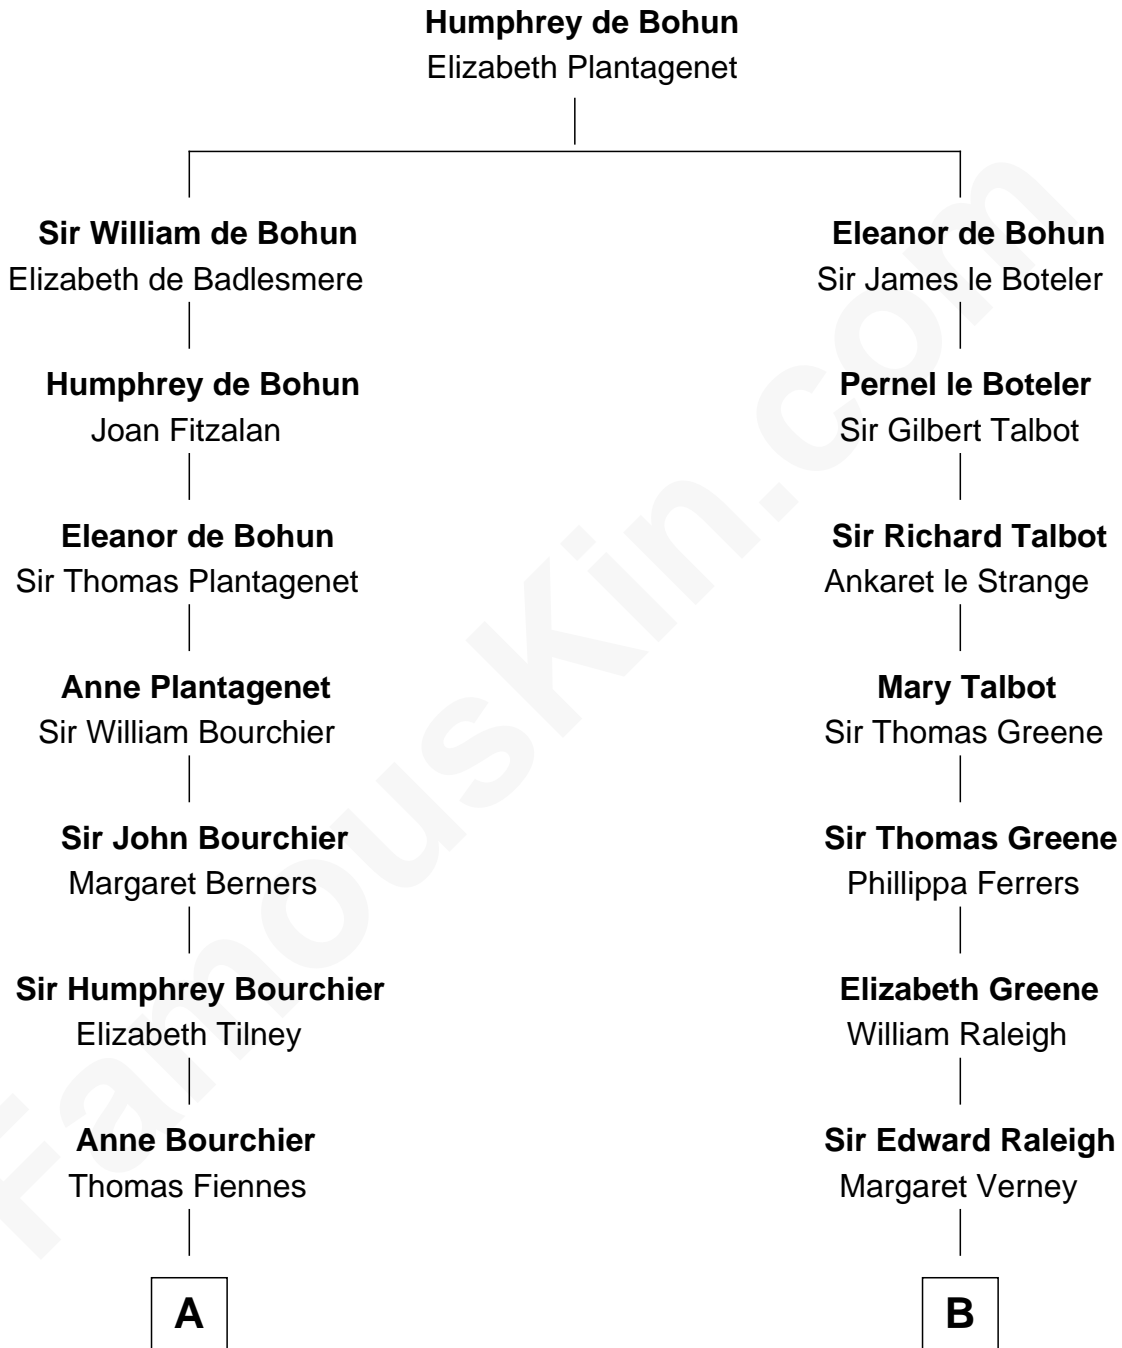 Humphrey de Bohun
Elizabeth Plantagenet
Sir William de Bohun
Elizabeth de Badlesmere
Humphrey de Bohun
Joan Fitzalan
Eleanor de Bohun
Sir Thomas Plantagenet
Anne Plantagenet
Sir William Bourchier
Sir John Bourchier
Margaret Berners
Sir Humphrey Bourchier
Elizabeth Tilney
Anne Bourchier
Thomas Fiennes
A
Eleanor de Bohun
Sir James le Boteler
Pernel le Boteler
Sir Gilbert Talbot
Sir Richard Talbot
Ankaret le Strange
Mary Talbot
Sir Thomas Greene
Sir Thomas Greene
Phillippa Ferrers
Elizabeth Greene
William Raleigh
Sir Edward Raleigh
Margaret Verney
B
FamousKin.com